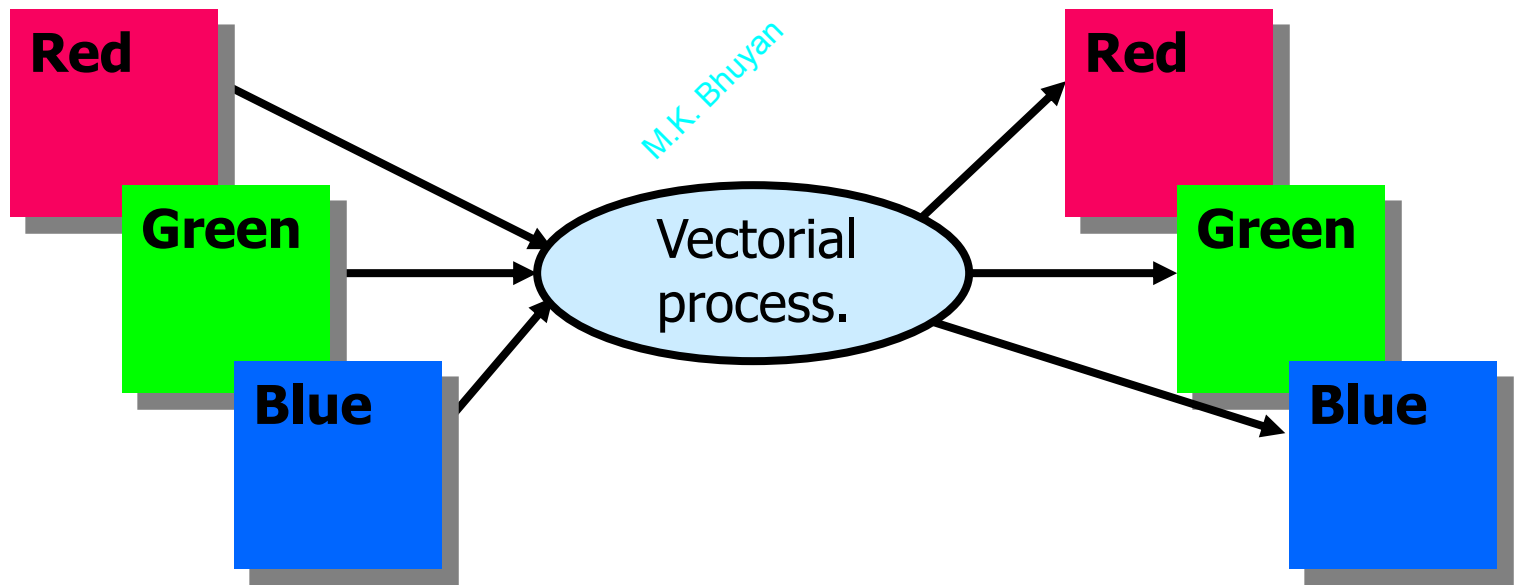 Red
Green
Blue
M.K. Bhuyan
Vectorial
process.
Red
Green
Blue